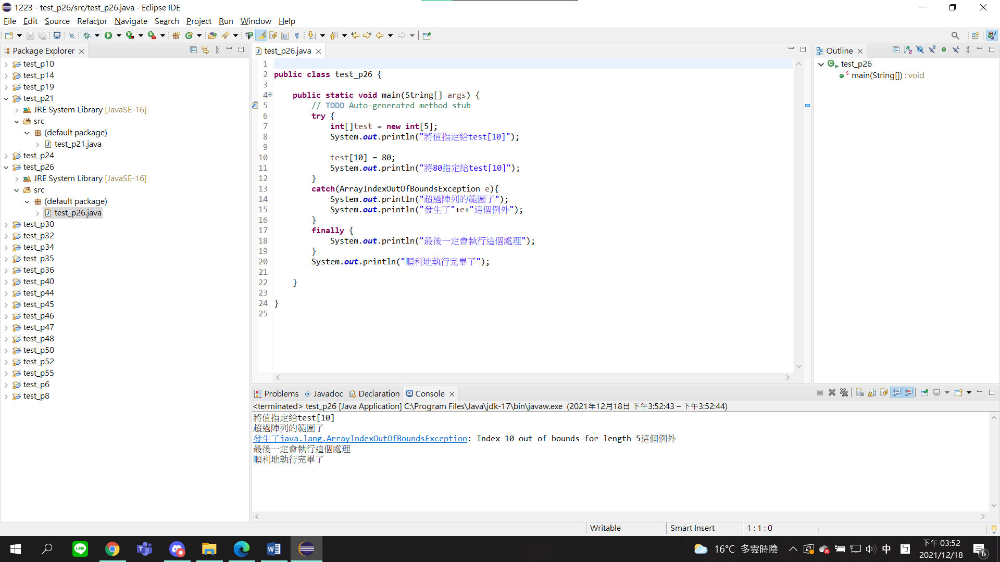 1223 - test_p26/src/test_p26.java - Eclipse IDE
File Edit Source Refactor Navigate Search Project Run Window Help
Package Explorer
test_p10
test_p14
test_p19
test_p21
JRE System Library [JavaSE-16]
src
(default package)
test_p21.java
test_p24
test_p26
JRE System Library [JavaSE-16]
src
(default package)
test_p26.java
test_p30
test_p32
test_p34
test_p35
test_p36
test_p40
test_p44
test_p45
test_p46
test_p47
test_p48
test_p50
test_p52
test_p55
test_p6
test_p8
test_p26.java
1
2 public class test_p26 {
3
4 public static void main(String[] args) {
5 // TODO Auto-generated method stub
6 try {
7 int[]test = new int[5];
8 System.out.println("將值指定給test[10]");
9
10 test[10] = 80;
11 System.out.println("將80指定給test[10]");
12 }
13 catch(ArrayIndexOutOfBoundsException e){
14 System.out.println("超過陣列的範圍了");
15 System.out.println("發生了"+e+"這個例外");
16 }
17 finally {
18 System.out.println("最後一定會執行這個處理");
19 }
20 System.out.println("順利地執行完畢了");
21
22 }
23
24 }
25
Outline
test_p26
main(String[]) : void
Problems Javadoc Declaration Console
<terminated> test_p26 [Java Application] C:\Program Files\Java\jdk-17\bin\javaw.exe (2021年12月18日 下午3:52:43 – 下午3:52:44)
將值指定給test[10]
超過陣列的範圍了
發生了java.lang.ArrayIndexOutOfBoundsException: Index 10 out of bounds for length 5這個例外
最後一定會執行這個處理
順利地執行完畢了
Writable Smart Insert 1 : 1 : 0
16°C 多雲時陰 中 下午 03:52
2021/12/18
6